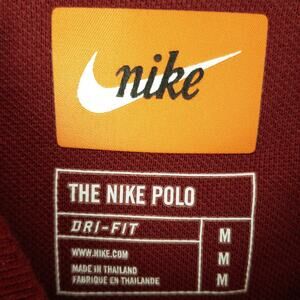 nike
THE NIKE POLO
DRI-FIT
WWW.NIKE.COM
MADE IN THAILAND
FABRIQUÉ EN THAILANDE
M
M
M